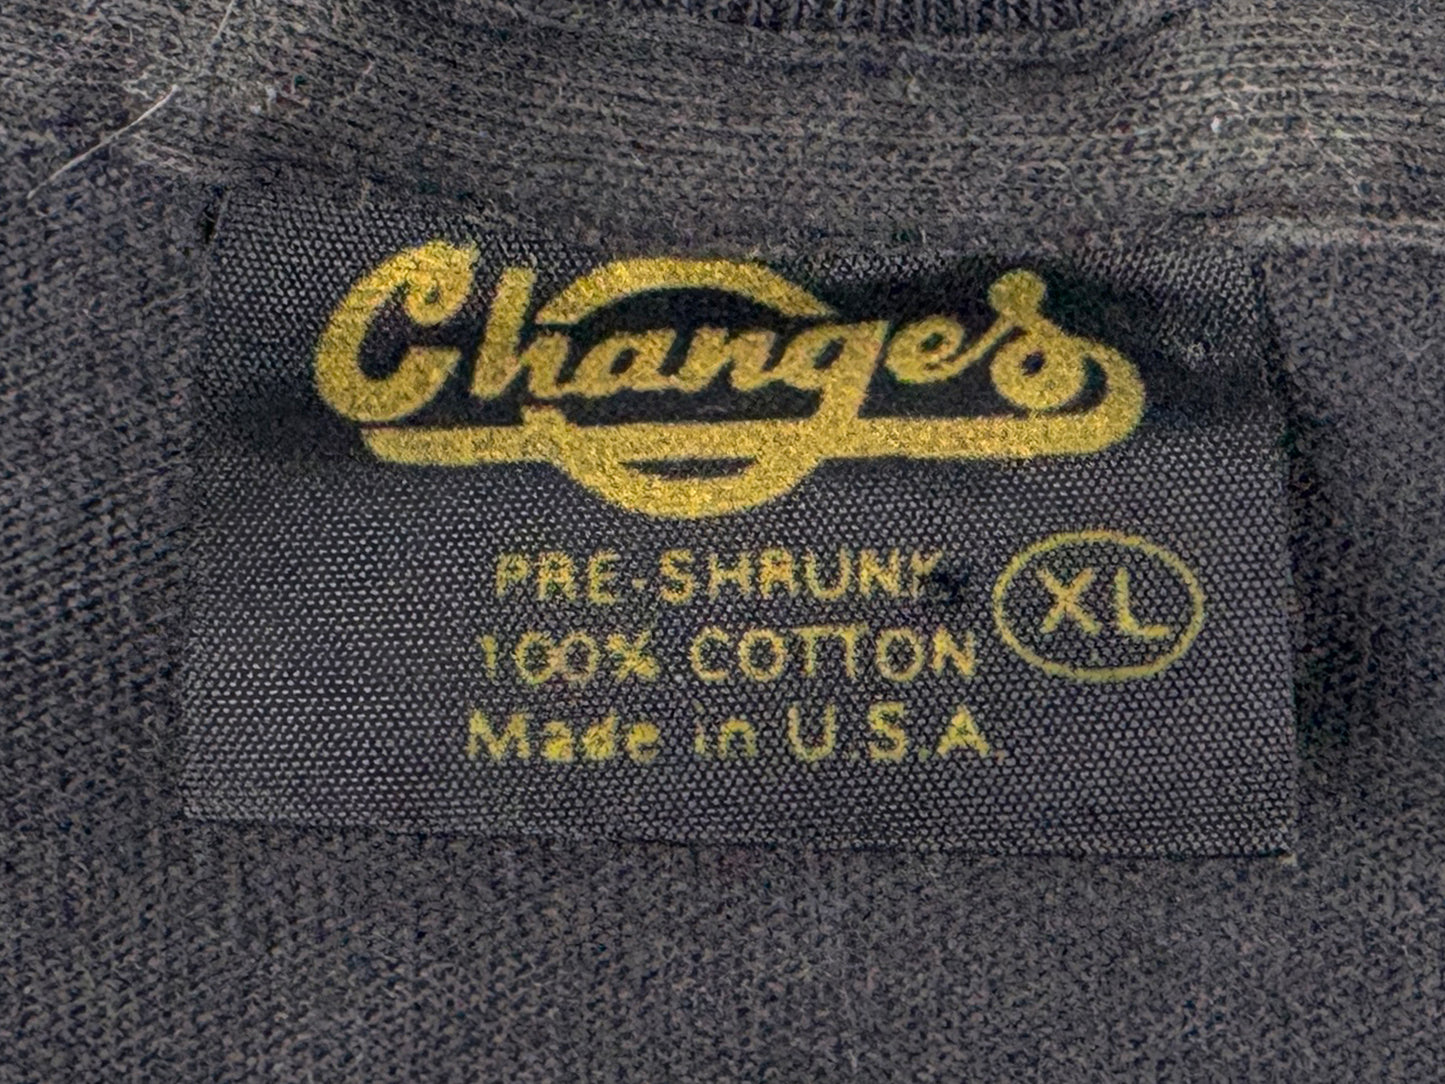 Changes
PRE-SHRUNK
100% COTTON
XL
Made in U.S.A.